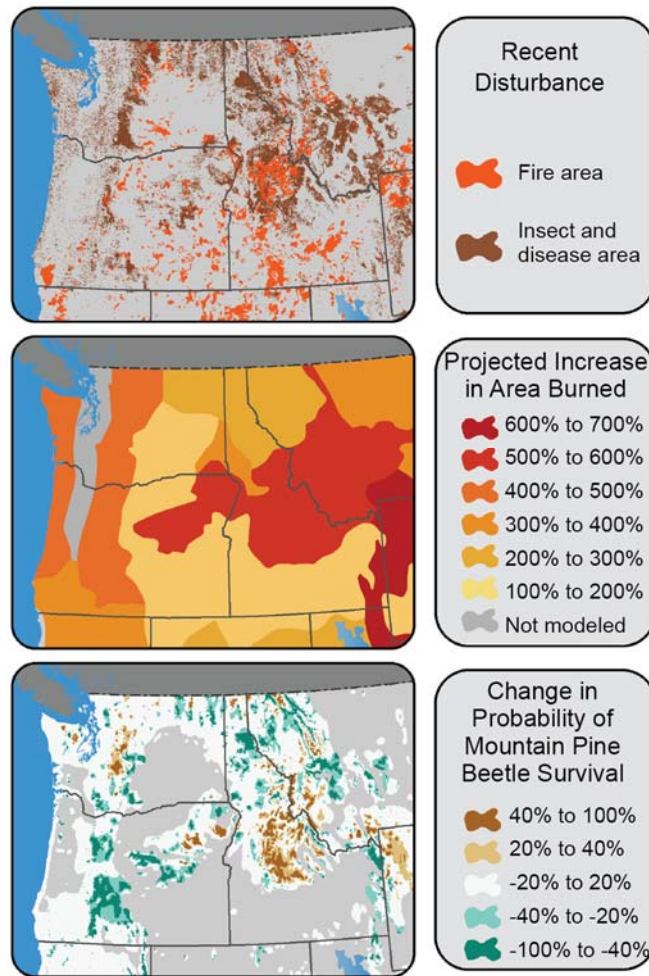 Recent
Disturbance
Fire area
Insect and
disease area
Projected Increase
in Area Burned
600% to 700%
500% to 600%
400% to 500%
300% to 400%
200% to 300%
100% to 200%
Not modeled
Change in
Probability of
Mountain Pine
Beetle Survival
40% to 100%
20% to 40%
-20% to 20%
-40% to -20%
-100% to -40%